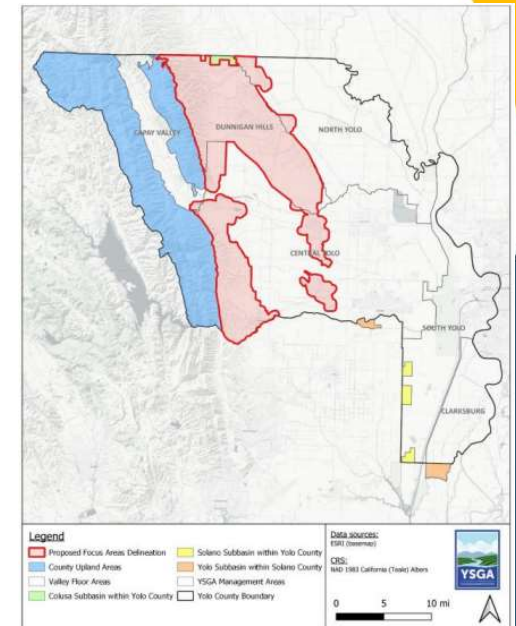 CAPAY VALLEY
DUNNIGAN HILLS
NORTH YOLO
CENTRAL YOLO
SOUTH YOLO
CLARKSBURG
Legend
Proposed Focus Areas Delineation
County Upland Areas
Valley Floor Areas
Colusa Subbasin within Yolo County
Solano Subbasin within Yolo County
Yolo Subbasin within Solano County
YSGA Management Areas
Yolo County Boundary
Data sources:
ESRI (basemap)
CRS:
NAD 1983 California (Teale) Albers
YSGA
0 5 10 mi